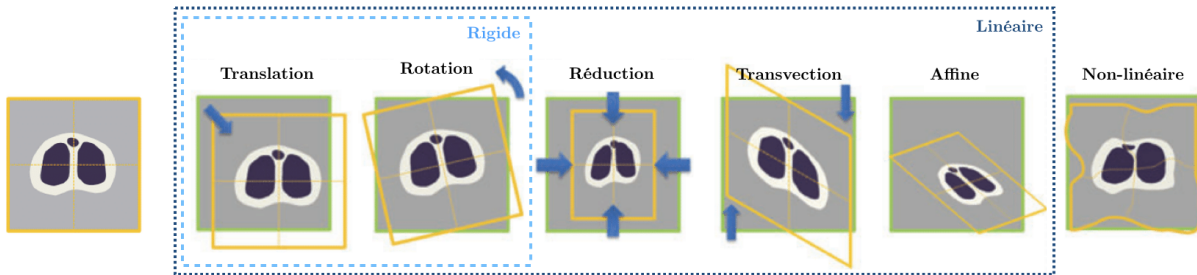 Rigide
Linéaire
Translation
Rotation
Réduction
Transvection
Affine
Non-linéaire